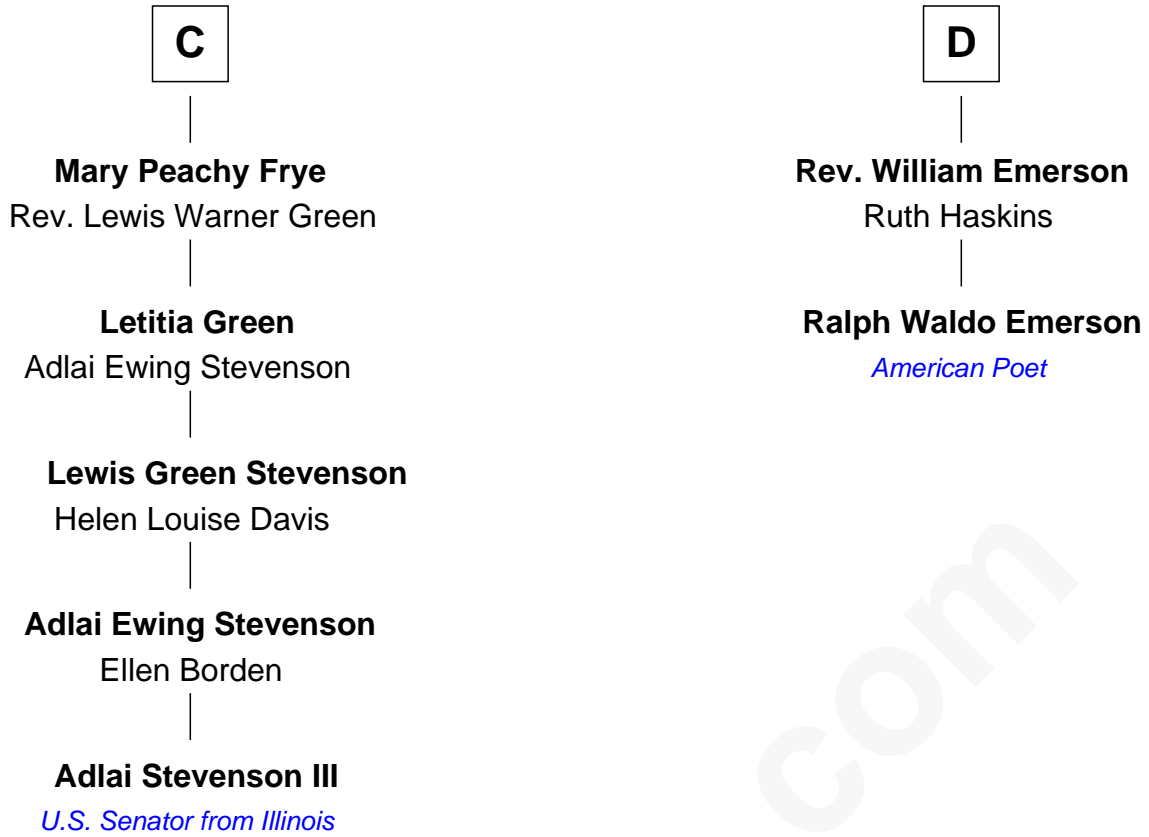 C
Mary Peachy Frye
Rev. Lewis Warner Green
Letitia Green
Adlai Ewing Stevenson
Lewis Green Stevenson
Helen Louise Davis
Adlai Ewing Stevenson
Ellen Borden
Adlai Stevenson III
U.S. Senator from Illinois
D
Rev. William Emerson
Ruth Haskins
Ralph Waldo Emerson
American Poet
com